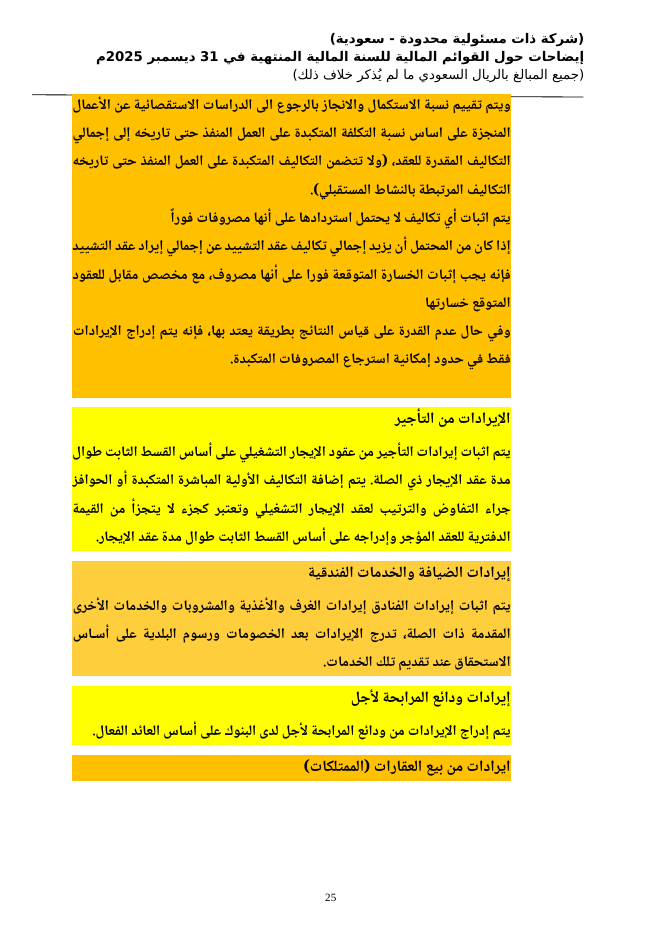 (شركة ذات مسئولية محدودة - سعودية)
إيضاحات حول القوائم المالية للسنة المالية المنتهية في 31 ديسمبر 2025م
(جميع المبالغ بالريال السعودي ما لم يُذكر خلاف ذلك)
ويتم تقييم نسبة الاستكمال والانجاز بالرجوع الى الدراسات الاستقصائية عن الأعمال
المنجزة على اساس نسبة التكلفة المتكبدة على العمل المنفذ حتى تاريخه إلى إجمالي
التكاليف المقدرة للعقد، (ولا تتضمن التكاليف المتكبدة على العمل المنفذ حتى تاريخه
التكاليف المرتبطة بالنشاط المستقبلي).
يتم اثبات أي تكاليف لا يحتمل استردادها على أنها مصروفات فوراً
إذا كان من المحتمل أن يزيد إجمالي تكاليف عقد التشييد عن إجمالي إيراد عقد التشييد
فإنه يجب إثبات الخسارة المتوقعة فورا على أنها مصروف، مع مخصص مقابل للعقود
المتوقع خسارتها
وفي حال عدم القدرة على قياس النتائج بطريقة يعتد بها، فإنه يتم إدراج الإيرادات
فقط في حدود إمكانية استرجاع المصروفات المتكبدة.
الإيرادات من التأجير
يتم اثبات إيرادات التأجير من عقود الإيجار التشغيلي على أساس القسط الثابت طوال
مدة عقد الإيجار ذي الصلة. يتم إضافة التكاليف الأولية المباشرة المتكبدة أو الحوافز
جراء التفاوض والترتيب لعقد الإيجار التشغيلي وتعتبر كجزء لا يتجزأ من القيمة
الدفترية للعقد المؤجر وإدراجه على أساس القسط الثابت طوال مدة عقد الإيجار.
إيرادات الضيافة والخدمات الفندقية
يتم اثبات إيرادات الفنادق إيرادات الغرف والأغذية والمشروبات والخدمات الأخرى
المقدمة ذات الصلة، تدرج الإيرادات بعد الخصومات ورسوم البلدية على أساس
الاستحقاق عند تقديم تلك الخدمات.
إيرادات ودائع المرابحة لأجل
يتم إدراج الإيرادات من ودائع المرابحة لأجل لدى البنوك على أساس العائد الفعال.
ايرادات من بيع العقارات (الممتلكات)
25